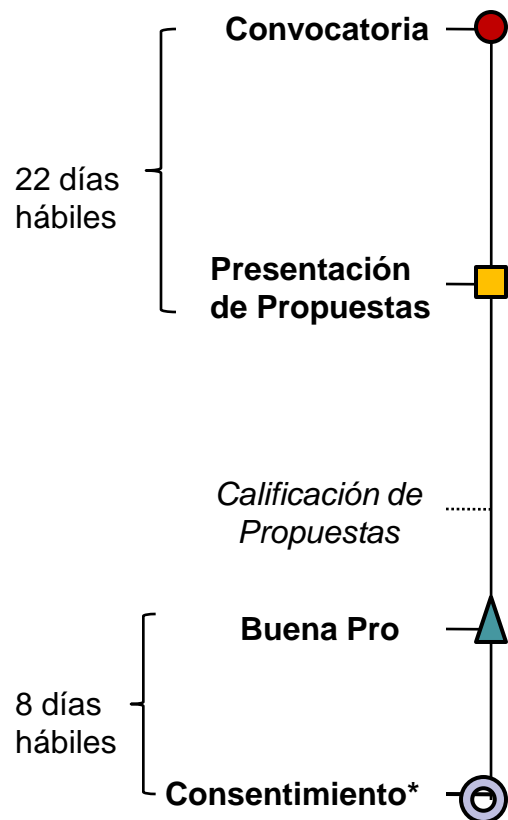 Convocatoria
22 días
hábiles
Presentación
de Propuestas
Calificación de
Propuestas
Buena Pro
8 días
hábiles
Consentimiento*